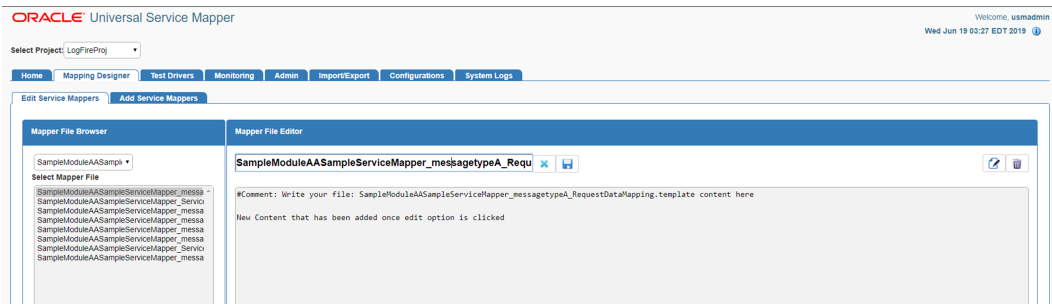 ORACLE® Universal Service Mapper
Welcome, usmadmin
Wed Jun 19 03:27 EDT 2019
Select Project: LogFireProj
Home Mapping Designer Test Drivers Monitoring Admin Import/Export Configurations System Logs
Edit Service Mappers Add Service Mappers
Mapper File Browser
Mapper File Editor
SampleModuleAASampl
SampleModuleAASampleServiceMapper_messagetypeA_Requ
Select Mapper File
SampleModuleAASampleServiceMapper_messa
SampleModuleAASampleServiceMapper_Servic
SampleModuleAASampleServiceMapper_messa
SampleModuleAASampleServiceMapper_messa
SampleModuleAASampleServiceMapper_messa
SampleModuleAASampleServiceMapper_messa
SampleModuleAASampleServiceMapper_Servic
SampleModuleAASampleServiceMapper_messa
#Comment: Write your file: SampleModuleAASampleServiceMapper_messagetypeA_RequestDataMapping.template content here
New Content that has been added once edit option is clicked